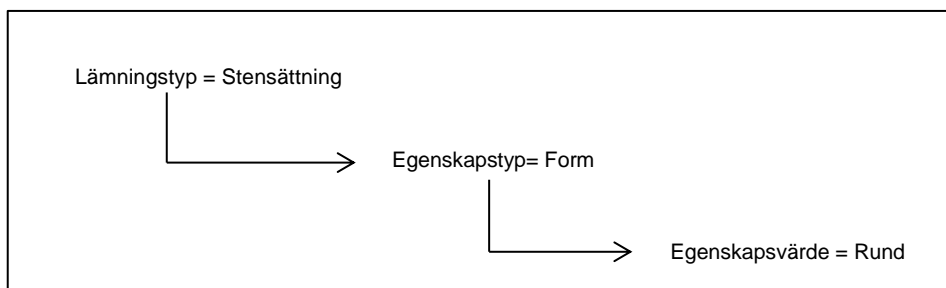 Lämningstyp = Stensättning
Egenskapstyp= Form
Egenskapsvärde = Rund